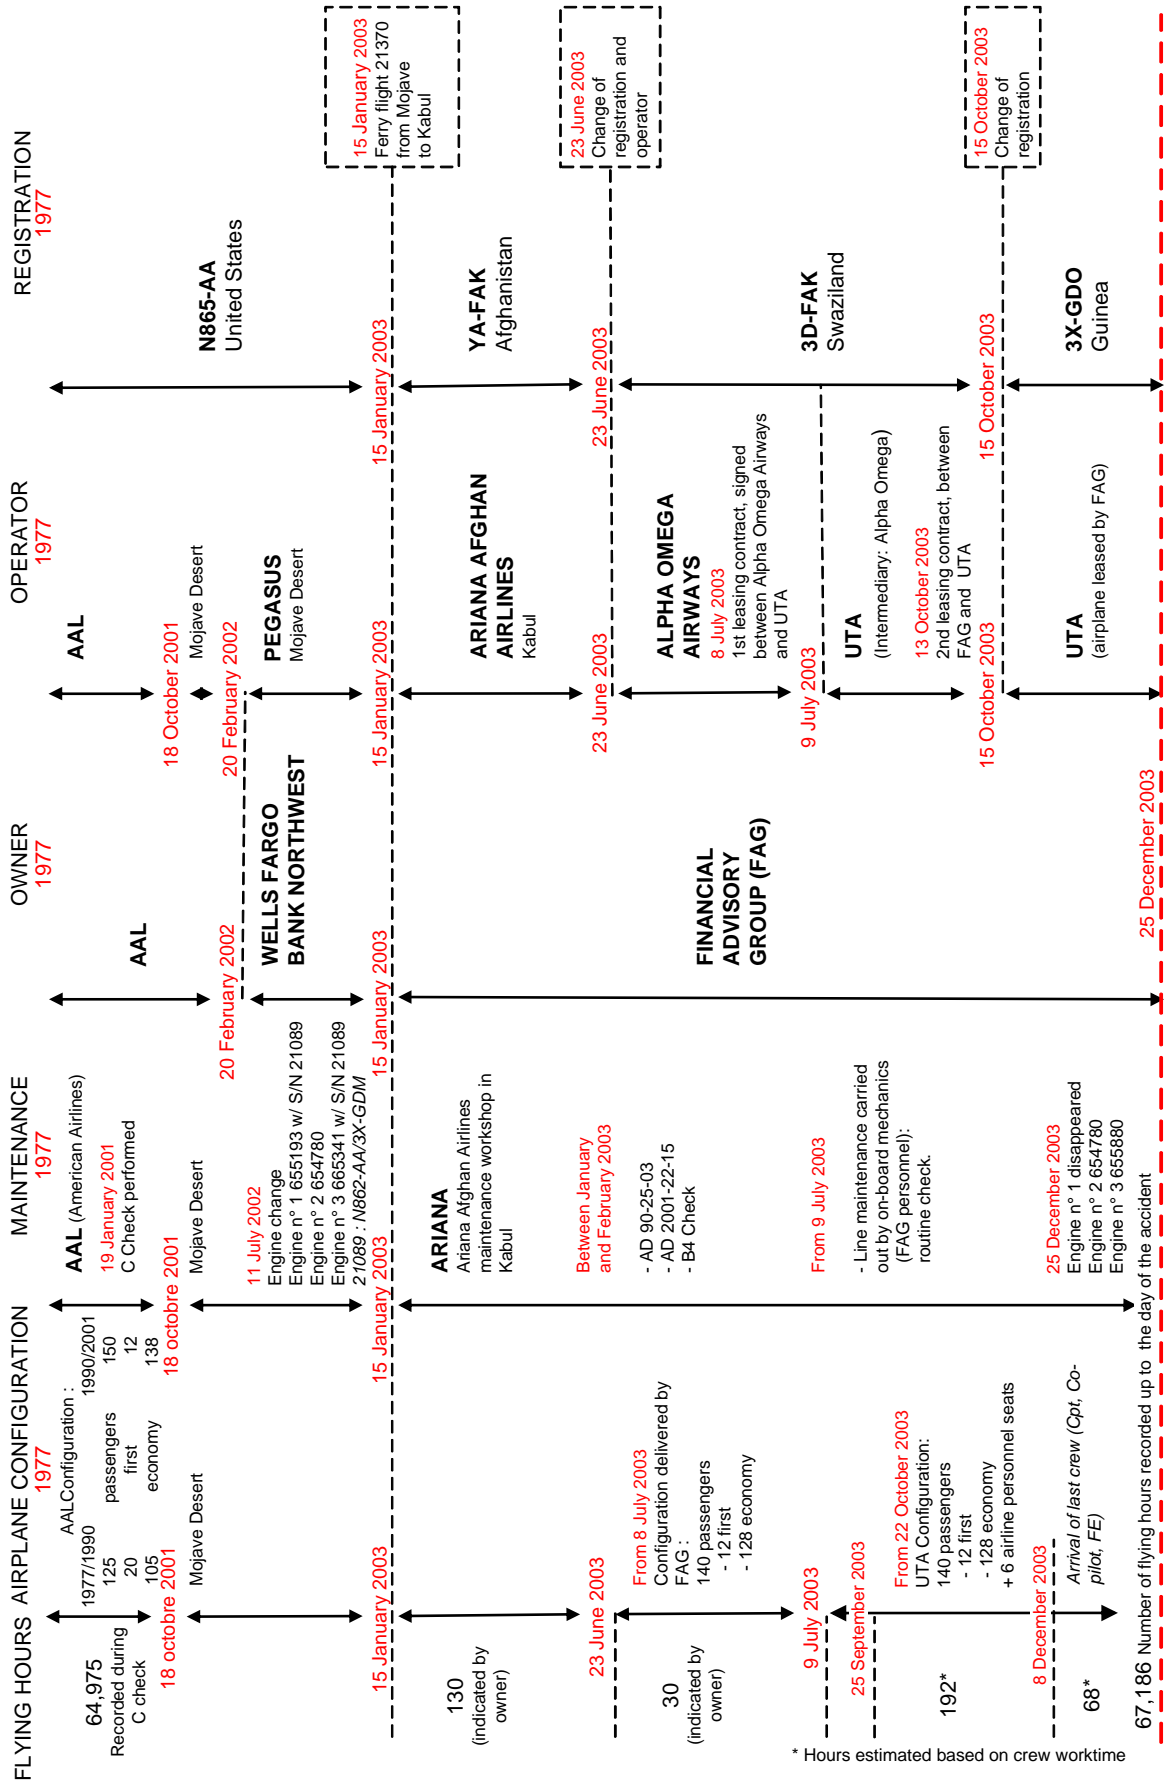 FLYING HOURS
AIRPLANE CONFIGURATION
1977
MAINTENANCE
1977
OWNER
1977
OPERATOR
1977
REGISTRATION
1977
64,975
Recorded during
C check
18 octobre 2001
15 January 2003
130
(indicated by
owner)
23 June 2003
30
(indicated by
owner)
9 July 2003
25 September 2003
192*
8 December 2003
68*
67,186 Number of flying hours recorded up to the day of the accident
* Hours estimated based on crew worktime
AALConfiguration :
1977/1990 1990/2001
125 passengers 150
20 first 12
105 economy 138
Mojave Desert
From 8 July 2003
Configuration delivered by
FAG :
140 passengers
- 12 first
- 128 economy
From 22 October 2003
UTA Configuration:
140 passengers
- 12 first
- 128 economy
+ 6 airline personnel seats
Arrival of last crew (Cpt, Co-
pilot, FE)
AAL (American Airlines)
19 January 2001
C Check performed
18 octobre 2001
Mojave Desert
11 July 2002
Engine change
Engine n° 1 655193 w/ S/N 21089
Engine n° 2 654780
Engine n° 3 665341 w/ S/N 21089
21089 : N862-AA/3X-GDM
15 January 2003
ARIANA
Ariana Afghan Airlines
maintenance workshop in
Kabul
Between January
and February 2003
- AD 90-25-03
- AD 2001-22-15
- B4 Check
From 9 July 2003
- Line maintenance carried
out by on-board mechanics
(FAG personnel):
routine check.
25 December 2003
Engine n° 1 disappeared
Engine n° 2 654780
Engine n° 3 655880
AAL
20 February 2002
WELLS FARGO
BANK NORTHWEST
15 January 2003
FINANCIAL
ADVISORY
GROUP (FAG)
25 December 2003
AAL
18 October 2001
Mojave Desert
20 February 2002
PEGASUS
Mojave Desert
15 January 2003
ARIANA AFGHAN
AIRLINES
Kabul
23 June 2003
ALPHA OMEGA
AIRWAYS
8 July 2003
1st leasing contract, signed
between Alpha Omega Airways
and UTA
9 July 2003
UTA
(Intermediary: Alpha Omega)
13 October 2003
2nd leasing contract, between
FAG and UTA
15 October 2003
UTA
(airplane leased by FAG)
N865-AA
United States
15 January 2003
YA-FAK
Afghanistan
23 June 2003
3D-FAK
Swaziland
15 October 2003
3X-GDO
Guinea
15 January 2003
Ferry flight 21370
from Mojave
to Kabul
23 June 2003
Change of
registration and
operator
15 October 2003
Change of
registration